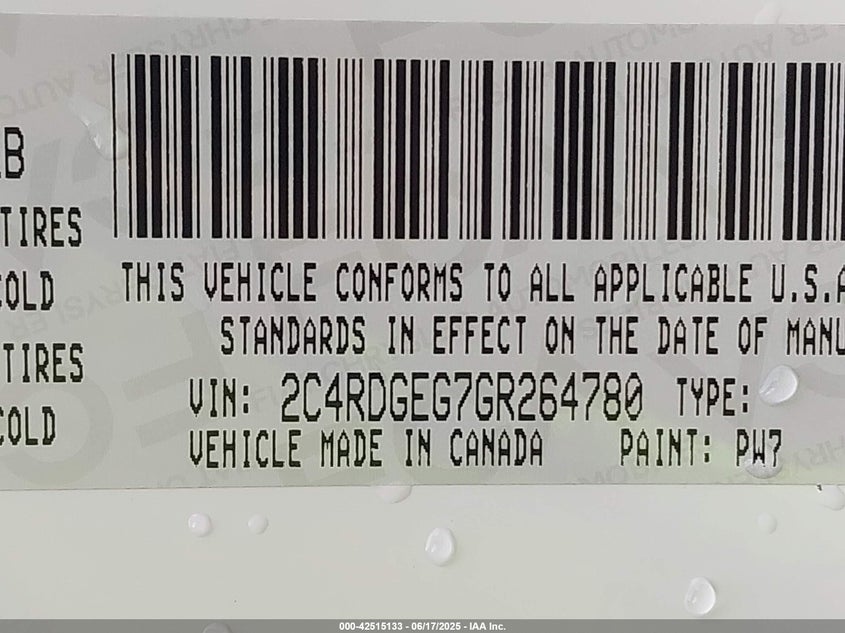 B
TIRES
COLD
THIS VEHICLE CONFORMS TO ALL APPLICABLE U.S.A
STANDARDS IN EFFECT ON THE DATE OF MANU
TIRES
VIN: 2C4RDGEG7GR264780 TYPE:
COLD
VEHICLE MADE IN CANADA PAINT: PW7
000-42515133 - 06/17/2025 - IAA Inc.